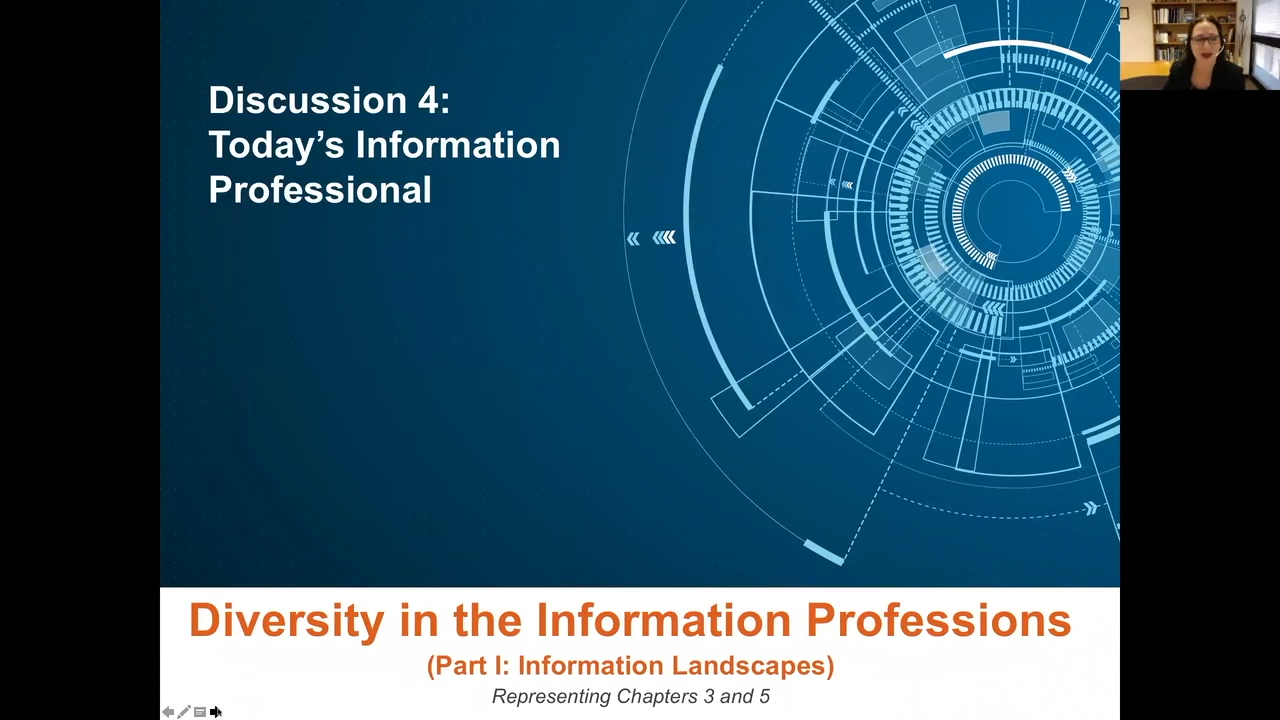 Discussion 4:
Today’s Information
Professional
Diversity in the Information Professions
(Part I: Information Landscapes)
Representing Chapters 3 and 5